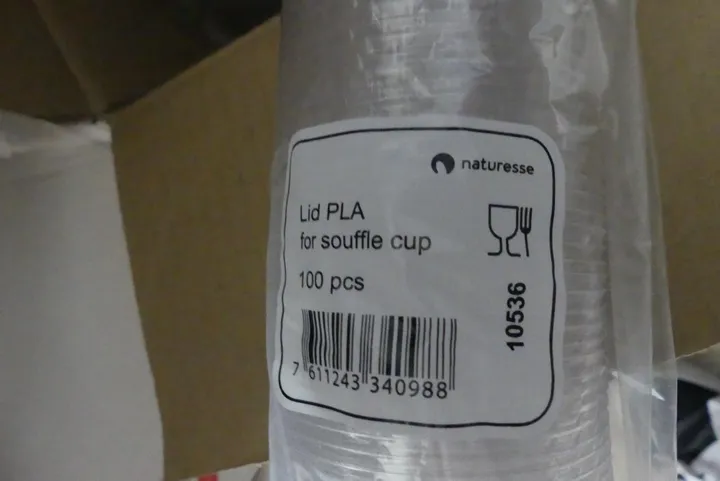 naturesse
Lid PLA
for souffle cup
100 pcs
10536
7 611243 340988